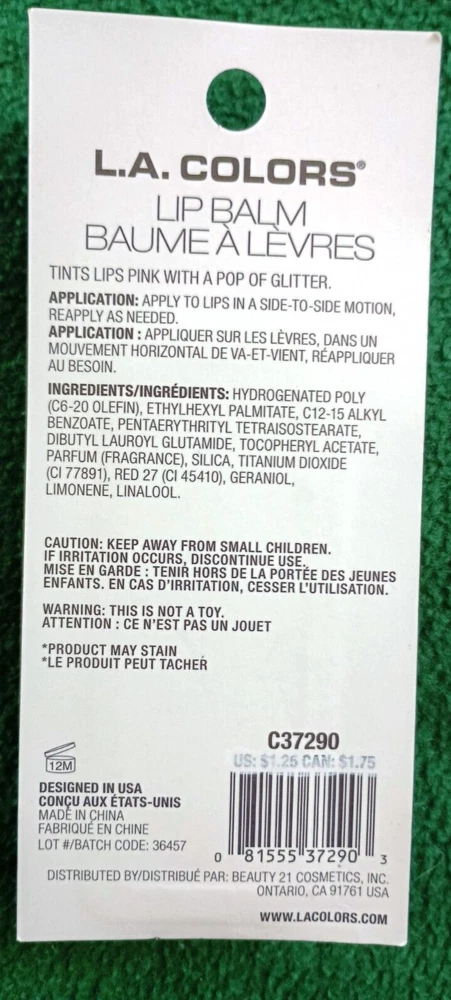 L.A. COLORS®
LIP BALM
BAUME À LÈVRES
TINTS LIPS PINK WITH A POP OF GLITTER.
APPLICATION: APPLY TO LIPS IN A SIDE-TO-SIDE MOTION,
REAPPLY AS NEEDED.
APPLICATION : APPLIQUER SUR LES LÈVRES, DANS UN
MOUVEMENT HORIZONTAL DE VA-ET-VIENT, RÉAPPLIQUER
AU BESOIN.
INGREDIENTS/INGRÉDIENTS: HYDROGENATED POLY
(C6-20 OLEFIN), ETHYLHEXYL PALMITATE, C12-15 ALKYL
BENZOATE, PENTAERYTHRITYL TETRAISOSTEARATE,
DIBUTYL LAUROYL GLUTAMIDE, TOCOPHERYL ACETATE,
PARFUM (FRAGRANCE), SILICA, TITANIUM DIOXIDE
(CI 77891), RED 27 (CI 45410), GERANIOL,
LIMONENE, LINALOOL.
CAUTION: KEEP AWAY FROM SMALL CHILDREN.
IF IRRITATION OCCURS, DISCONTINUE USE.
MISE EN GARDE : TENIR HORS DE LA PORTÉE DES JEUNES
ENFANTS. EN CAS D'IRRITATION, CESSER L'UTILISATION.
WARNING: THIS IS NOT A TOY.
ATTENTION : CE N'EST PAS UN JOUET
*PRODUCT MAY STAIN
*LE PRODUIT PEUT TACHER
C37290
US: $1.25 CAN: $1.75
12M
DESIGNED IN USA
CONÇU AUX ÉTATS-UNIS
MADE IN CHINA
FABRIQUÉ EN CHINE
LOT #/BATCH CODE: 36457
0 81555 37290 3
DISTRIBUTED BY/DISTRIBUÉ PAR: BEAUTY 21 COSMETICS, INC.
ONTARIO, CA 91761 USA
WWW.LACOLORS.COM